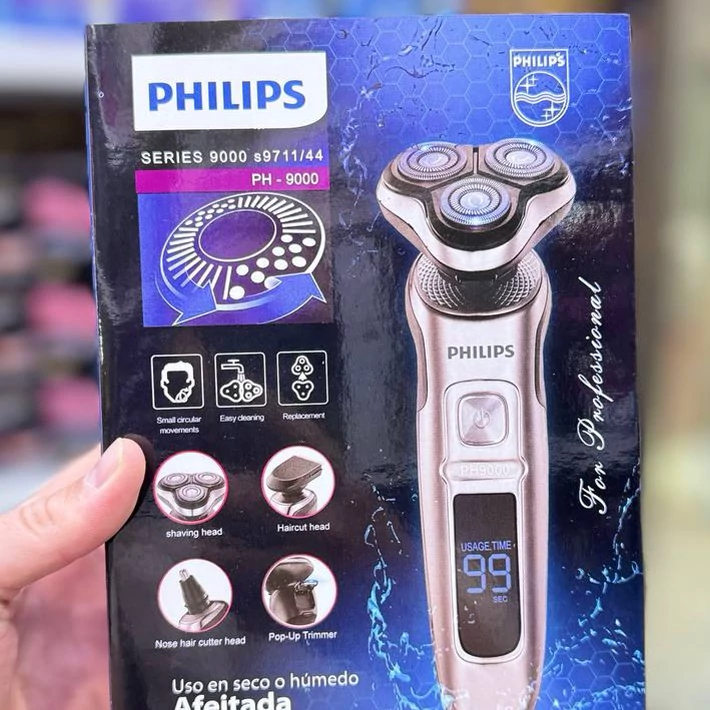 PHILIPS
PHILIPS
SERIES 9000 s9711/44
PH - 9000
PHILIPS
For Professional
Small circular
movements
Easy cleaning
Replacement
PH9000
shaving head
Haircut head
USAGE TIME
99
SEC
Nose hair cutter head
Pop-Up Trimmer
Uso en seco o húmedo
Afeitada